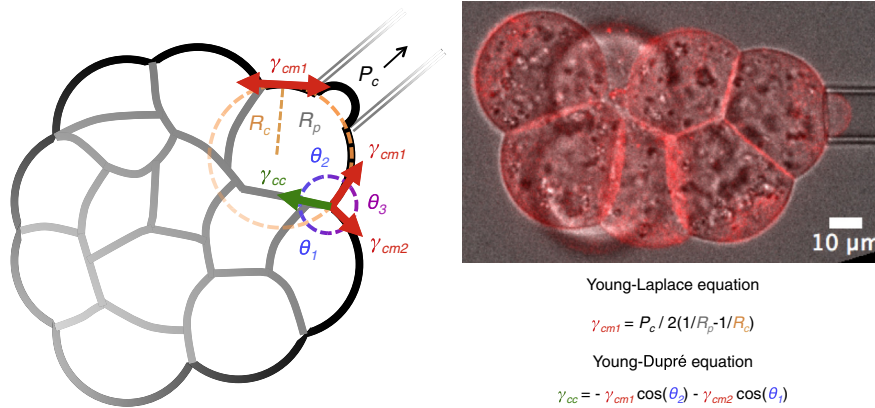 γcm1
Pc
Rc
Rp
θ2
γcm1
γcc
θ3
θ1
γcm2
10 μm
Young-Laplace equation
γcm1 = Pc / 2(1/Rp-1/Rc)
Young-Dupré equation
γcc = - γcm1 cos(θ2) - γcm2 cos(θ1)